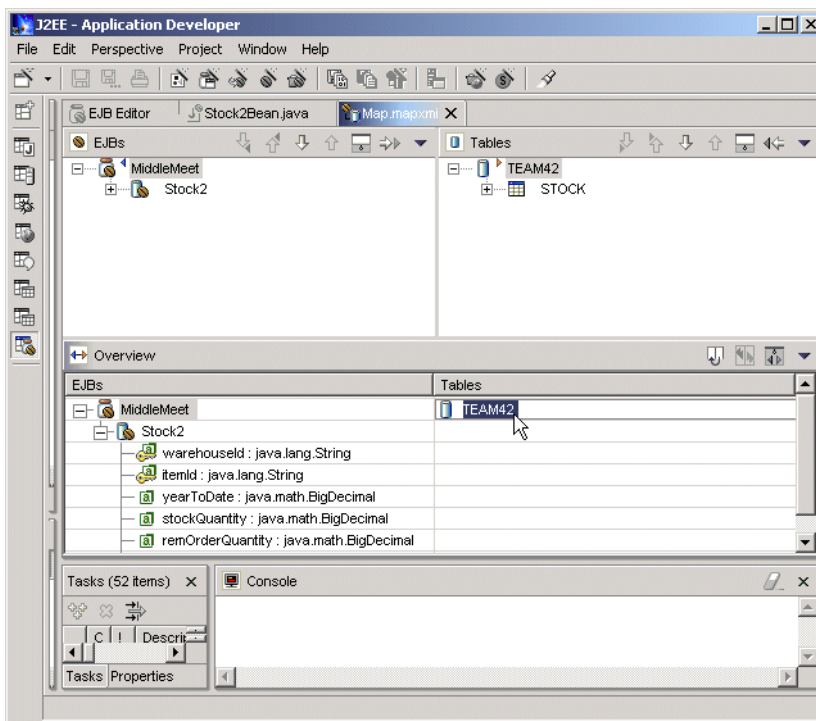 J2EE - Application Developer
File Edit Perspective Project Window Help
EJB Editor Stock2Bean.java Map.mapxmi
EJBs Tables
MiddleMeet TEAM42
Stock2 STOCK
Overview
EJBs Tables
MiddleMeet TEAM42
Stock2
warehouseId : java.lang.String
itemId : java.lang.String
yearToDate : java.math.BigDecimal
stockQuantity : java.math.BigDecimal
remOrderQuantity : java.math.BigDecimal
Tasks (52 items) Console
C ! Descrip
Tasks Properties